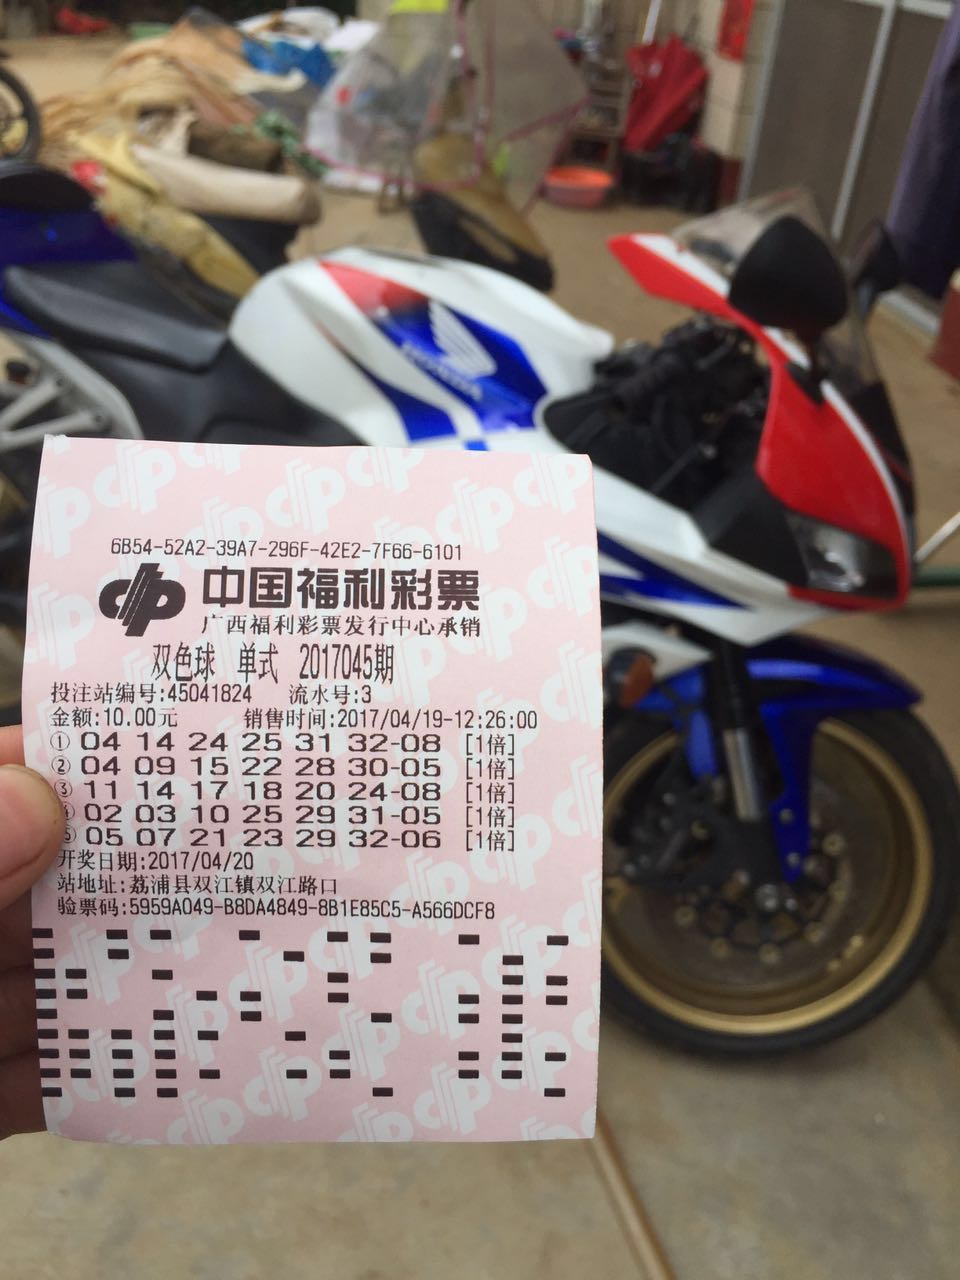 HONDA
6B54-52A2-39A7-296F-42E2-7F66-6101
中国福利彩票
广西福利彩票发行中心承销
双色球 单式 2017045期
投注站编号:45041824 流水号:3
金额:10.00元 销售时间:2017/04/19-12:26:00
① 04 14 24 25 31 32-08 [1倍]
② 04 09 15 22 28 30-05 [1倍]
③ 11 14 17 18 20 24-08 [1倍]
④ 02 03 10 25 29 31-05 [1倍]
⑤ 05 07 21 23 29 32-06 [1倍]
开奖日期:2017/04/20
站地址:荔浦县双江镇双江路口
验票码:5959A049-B8DA4849-8B1E85C5-A566DCF8